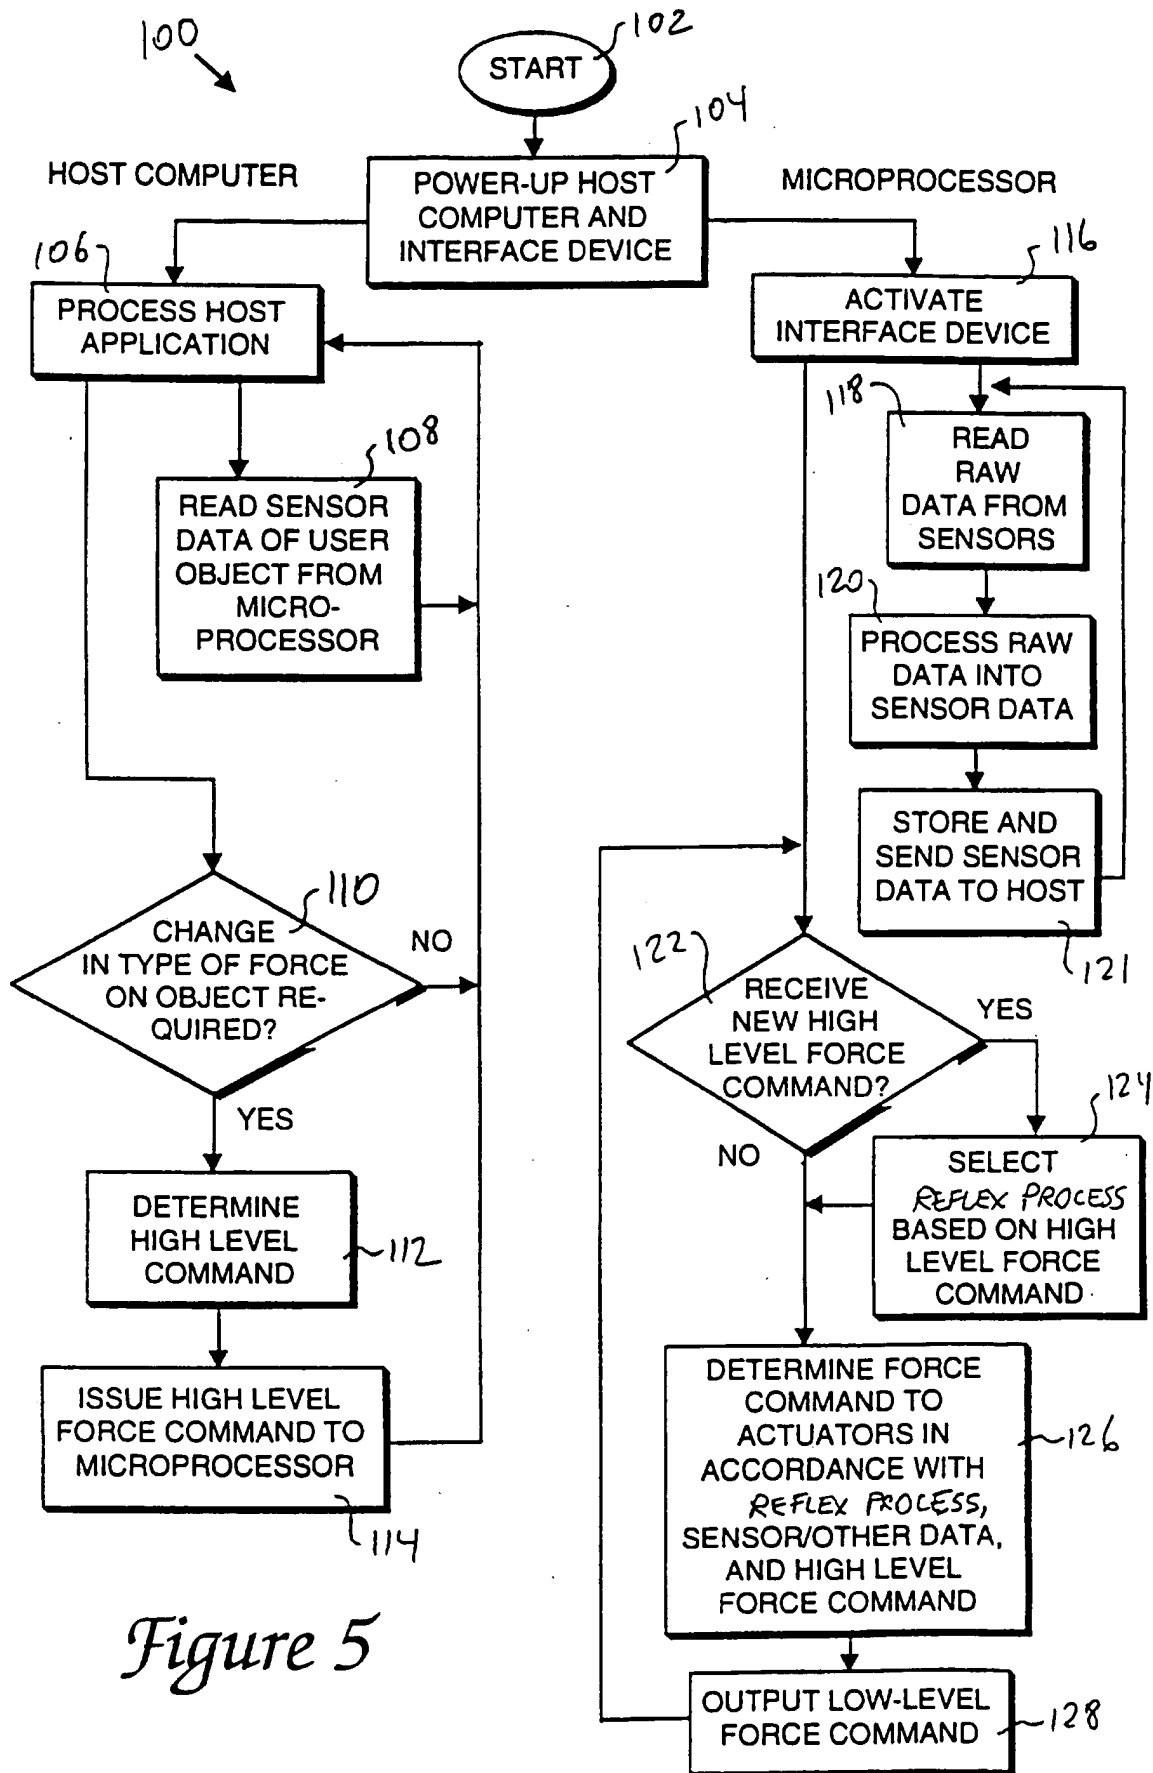 100
102
START
104
HOST COMPUTER
POWER-UP HOST
COMPUTER AND
INTERFACE DEVICE
MICROPROCESSOR
106
PROCESS HOST
APPLICATION
116
ACTIVATE
INTERFACE DEVICE
108
READ SENSOR
DATA OF USER
OBJECT FROM
MICRO-
PROCESSOR
118
READ
RAW
DATA FROM
SENSORS
120
PROCESS RAW
DATA INTO
SENSOR DATA
STORE AND
SEND SENSOR
DATA TO HOST
121
110
CHANGE
IN TYPE OF FORCE
ON OBJECT RE-
QUIRED?
NO
YES
122
RECEIVE
NEW HIGH
LEVEL FORCE
COMMAND?
YES
NO
124
SELECT
REFLEX PROCESS
BASED ON HIGH
LEVEL FORCE
COMMAND
DETERMINE
HIGH LEVEL
COMMAND
112
ISSUE HIGH LEVEL
FORCE COMMAND TO
MICROPROCESSOR
114
DETERMINE FORCE
COMMAND TO
ACTUATORS IN
ACCORDANCE WITH
REFLEX PROCESS,
SENSOR/OTHER DATA,
AND HIGH LEVEL
FORCE COMMAND
126
OUTPUT LOW-LEVEL
FORCE COMMAND
128
Figure 5